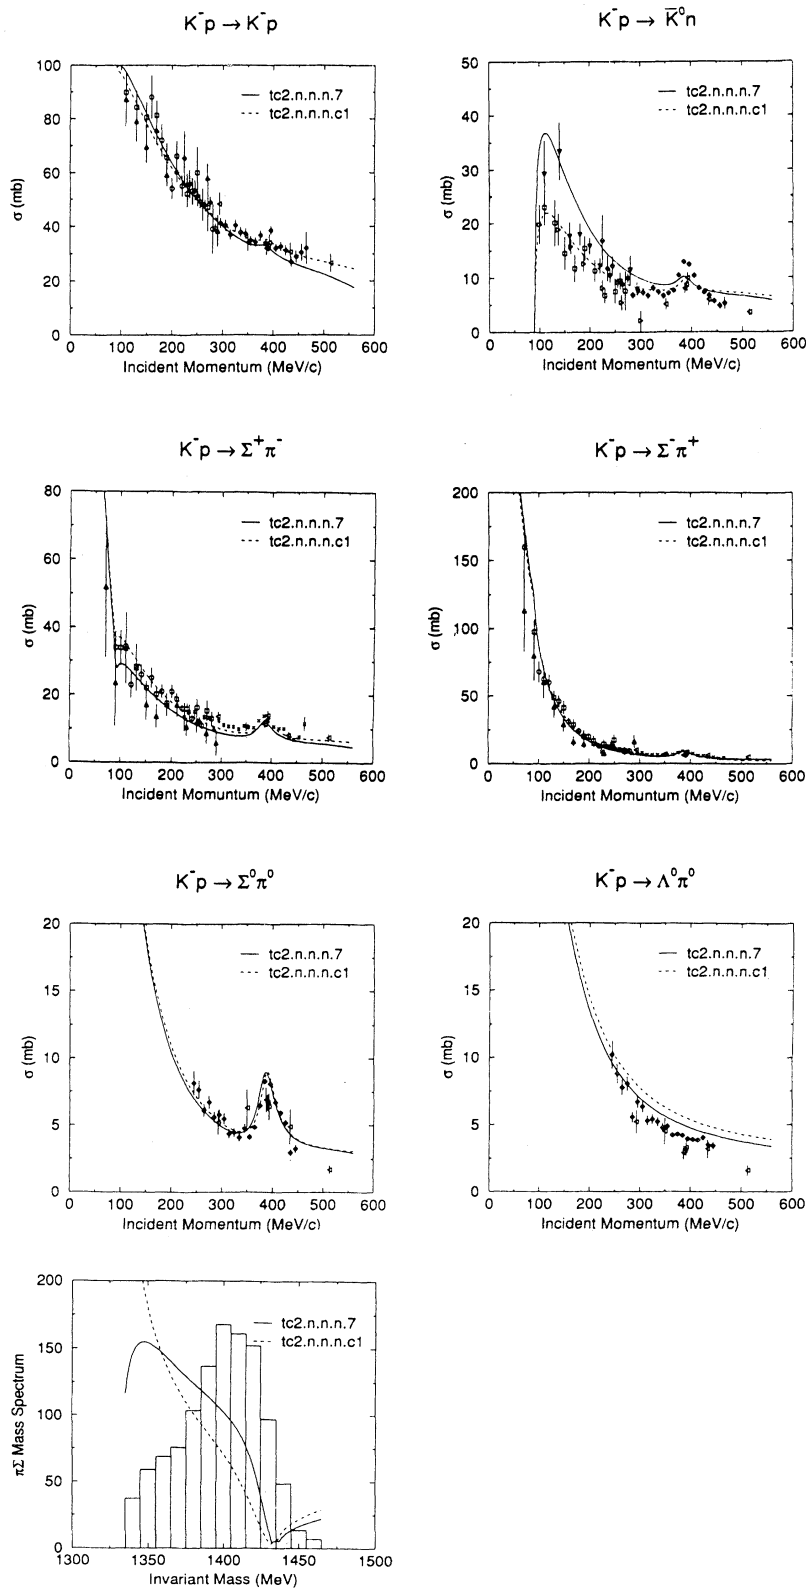 K⁻p → K⁻p
100
80
60
40
20
0
σ (mb)
tc2.n.n.n.7
tc2.n.n.n.c1
0 100 200 300 400 500 600
Incident Momentum (MeV/c)
K⁻p → K̅⁰n
50
40
30
20
10
0
σ (mb)
tc2.n.n.n.7
tc2.n.n.n.c1
0 100 200 300 400 500 600
Incident Momentum (MeV/c)
K⁻p → Σ⁺π⁻
80
60
40
20
0
σ (mb)
tc2.n.n.n.7
tc2.n.n.n.c1
0 100 200 300 400 500 600
Incident Momuntum (MeV/c)
K⁻p → Σ⁻π⁺
200
150
100
50
0
σ (mb)
tc2.n.n.n.7
tc2.n.n.n.c1
0 100 200 300 400 500 600
Incident Momuntum (MeV/c)
K⁻p → Σ⁰π⁰
20
15
10
5
0
σ (mb)
tc2.n.n.n.7
tc2.n.n.n.c1
0 100 200 300 400 500 600
Incident Momentum (MeV/c)
K⁻p → Λ⁰π⁰
20
15
10
5
0
σ (mb)
tc2.n.n.n.7
tc2.n.n.n.c1
0 100 200 300 400 500 600
Incident Momentum (MeV/c)
200
150
100
50
0
πΣ Mass Spectrum
tc2.n.n.n.7
tc2.n.n.n.c1
1300 1350 1400 1450 1500
Invariant Mass (MeV)